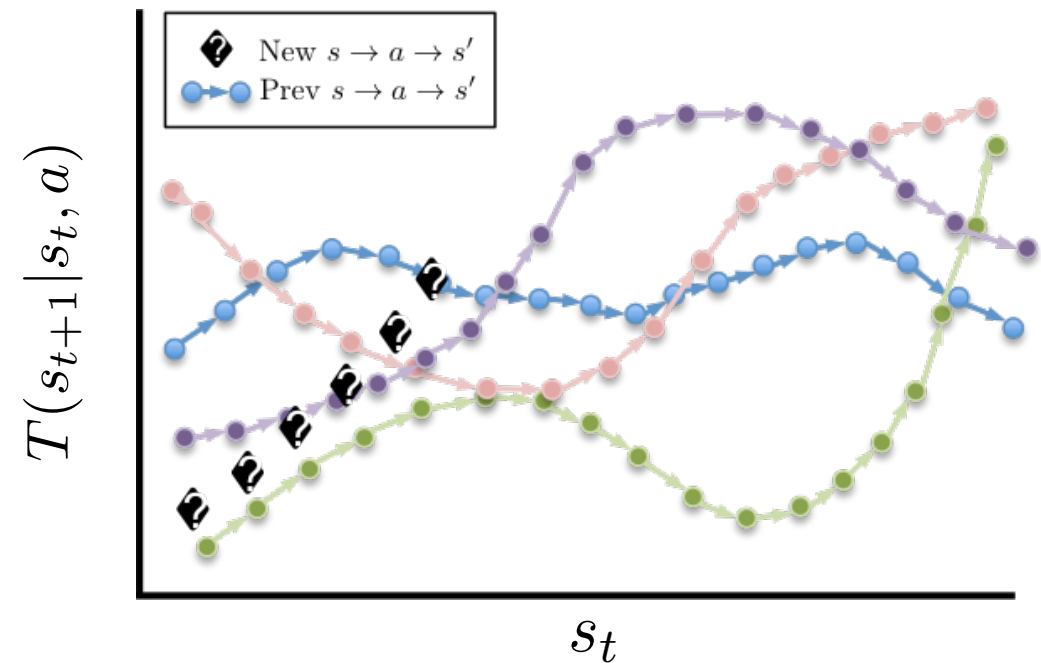 New s → a → s′
Prev s → a → s′
T(s_{t+1}|s_t, a)
s_t